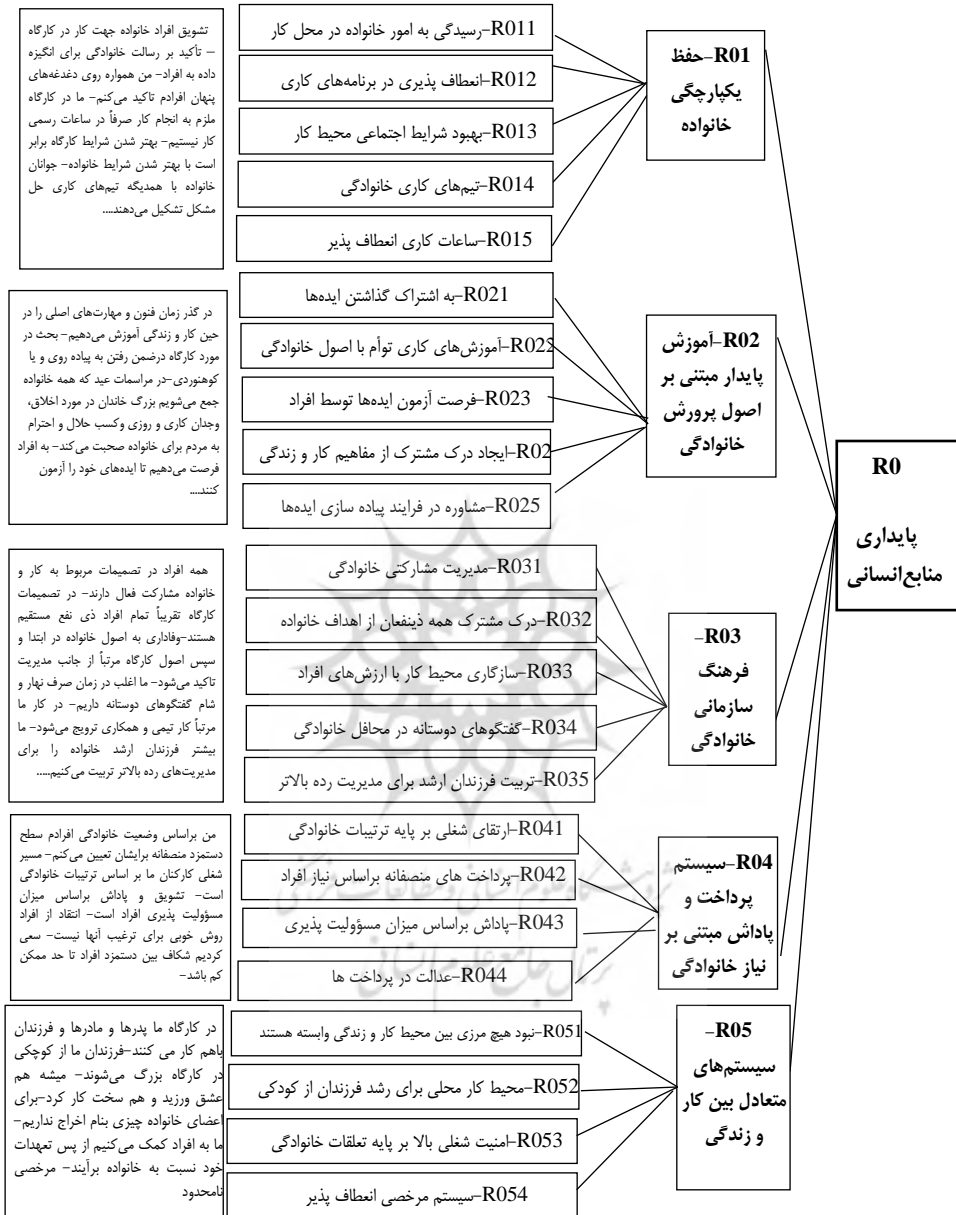 R0
پایداری
منابع‌انسانی
R01-حفظ
یکپارچگی
خانواده
R011-رسیدگی به امور خانواده در محل کار
R012-انعطاف پذیری در برنامه‌های کاری
R013-بهبود شرایط اجتماعی محیط کار
R014-تیم‌های کاری خانوادگی
R015-ساعات کاری انعطاف پذیر
تشویق افراد خانواده جهت کار در کارگاه
– تأکید بر رسالت خانوادگی برای انگیزه
داده به افراد- من همواره روی دغدغه‌های
پنهان افرادم تاکید می‌کنم- ما در کارگاه
ملزم به انجام کار صرفاً در ساعات رسمی
کار نیستیم- بهتر شدن شرایط کارگاه برابر
است با بهتر شدن شرایط خانواده- جوانان
خانواده با همدیگه تیم‌های کاری حل
مشکل تشکیل می‌دهند....
R02-آموزش
پایدار مبتنی بر
اصول پرورش
خانوادگی
R021-به اشتراک گذاشتن ایده‌ها
R022-آموزش‌های کاری توأم با اصول خانوادگی
R023-فرصت آزمون ایده‌ها توسط افراد
R02-ایجاد درک مشترک از مفاهیم کار و زندگی
R025-مشاوره در فرایند پیاده سازی ایده‌ها
در گذر زمان فنون و مهارت‌های اصلی را در
حین کار و زندگی آموزش می‌دهیم- بحث در
مورد کارگاه درضمن رفتن به پیاده روی و یا
کوهنوردی-در مراسمات عید که همه خانواده
جمع می‌شویم بزرگ خاندان در مورد اخلاق،
وجدان کاری و روزی وکسب حلال و احترام
به مردم برای خانواده صحبت می‌کند- به افراد
فرصت می‌دهیم تا ایده‌های خود را آزمون
کنند....
R03-
فرهنگ
سازمانی
خانوادگی
R031-مدیریت مشارکتی خانوادگی
R032-درک مشترک همه ذینفعان از اهداف خانواده
R033-سازگاری محیط کار با ارزش‌های افراد
R034-گفتگوهای دوستانه در محافل خانوادگی
R035-تربیت فرزندان ارشد برای مدیریت رده بالاتر
همه افراد در تصمیمات مربوط به کار و
خانواده مشارکت فعال دارند- در تصمیمات
کارگاه تقریباً تمام افراد ذی نفع مستقیم
هستند-وفاداری به اصول خانواده در ابتدا و
سپس اصول کارگاه مرتباً از جانب مدیریت
تاکید می‌شود- ما اغلب در زمان صرف نهار و
شام گفتگوهای دوستانه داریم- در کار ما
مرتباً کار تیمی و همکاری ترویج می‌شود- ما
بیشتر فرزندان ارشد خانواده را برای
مدیریت‌های رده بالاتر تربیت می‌کنیم.....
R04-سیستم
پرداخت و
پاداش مبتنی بر
نیاز خانوادگی
R041-ارتقای شغلی بر پایه ترتیبات خانوادگی
R042-پرداخت های منصفانه براساس نیاز افراد
R043-پاداش براساس میزان مسؤولیت پذیری
R044-عدالت در پرداخت ها
من براساس وضعیت خانوادگی افرادم سطح
دستمزد منصفانه برایشان تعیین می‌کنم- مسیر
شغلی کارکنان ما بر اساس ترتیبات خانوادگی
است- تشویق و پاداش براساس میزان
مسؤولیت پذیری افراد است- انتقاد از افراد
روش خوبی برای ترغیب آنها نیست- سعی
کردیم شکاف بین دستمزد افراد تا حد ممکن
کم باشد-
R05-
سیستم‌های
متعادل بین کار
و زندگی
R051-نبود هیچ مرزی بین محیط کار و زندگی وابسته هستند
R052-محیط کار محلی برای رشد فرزندان از کودکی
R053-امنیت شغلی بالا بر پایه تعلقات خانوادگی
R054-سیستم مرخصی انعطاف پذیر
در کارگاه ما پدرها و مادرها و فرزندان
باهم کار می کنند-فرزندان ما از کوچکی
در کارگاه بزرگ می‌شوند- میشه هم
عشق ورزید و هم سخت کار کرد-برای
اعضای خانواده چیزی بنام اخراج نداریم-
ما به افراد کمک می‌کنیم از پس تعهدات
خود نسبت به خانواده برآیند- مرخصی
نامحدود
پژوهشگاه علوم انسانی و مطالعات فرهنگی
پرتال جامع علوم انسانی